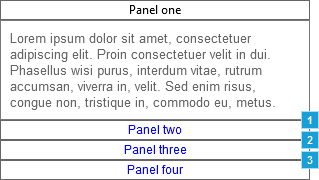 Panel one
Lorem ipsum dolor sit amet, consectetuer
adipiscing elit. Proin consectetuer velit in dui.
Phasellus wisi purus, interdum vitae, rutrum
accumsan, viverra in, velit. Sed enim risus,
congue non, tristique in, commodo eu, metus.
1
Panel two
2
Panel three
3
Panel four